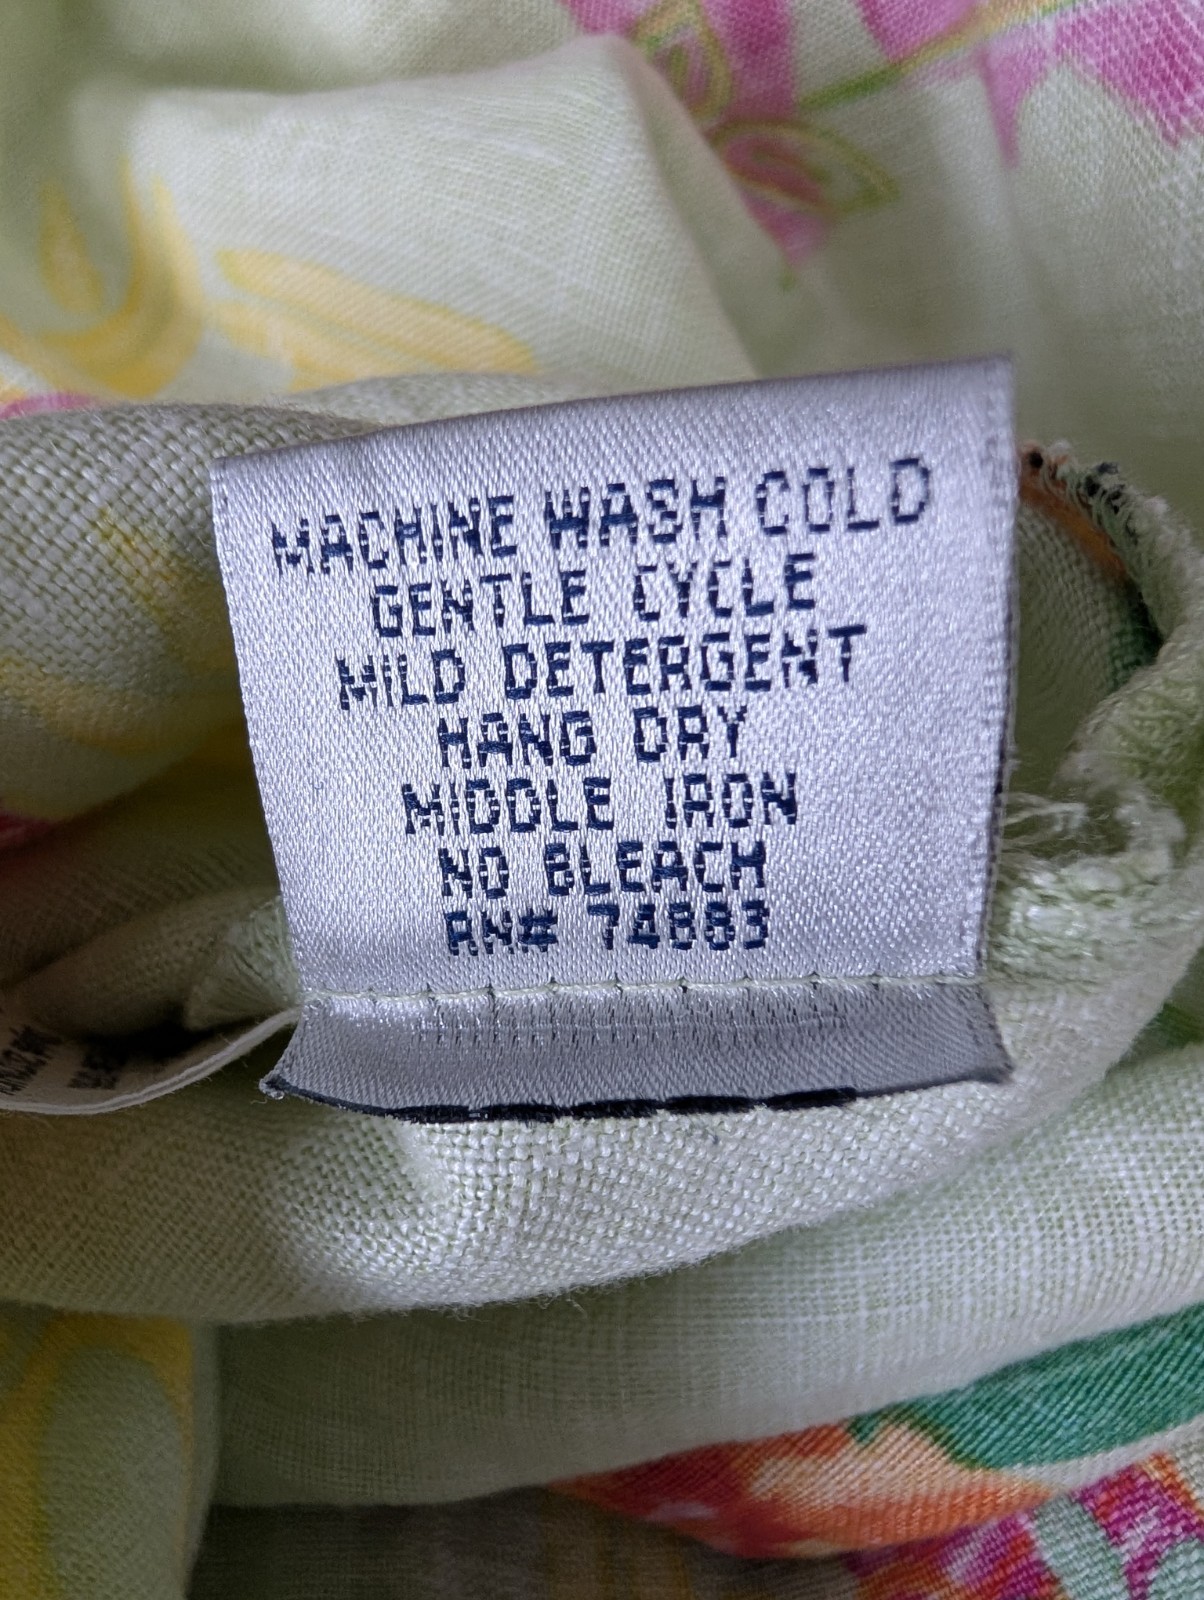 MACHINE WASH COLD
GENTLE CYCLE
MILD DETERGENT
HANG DRY
MIDDLE IRON
NO BLEACH
RN# 74883